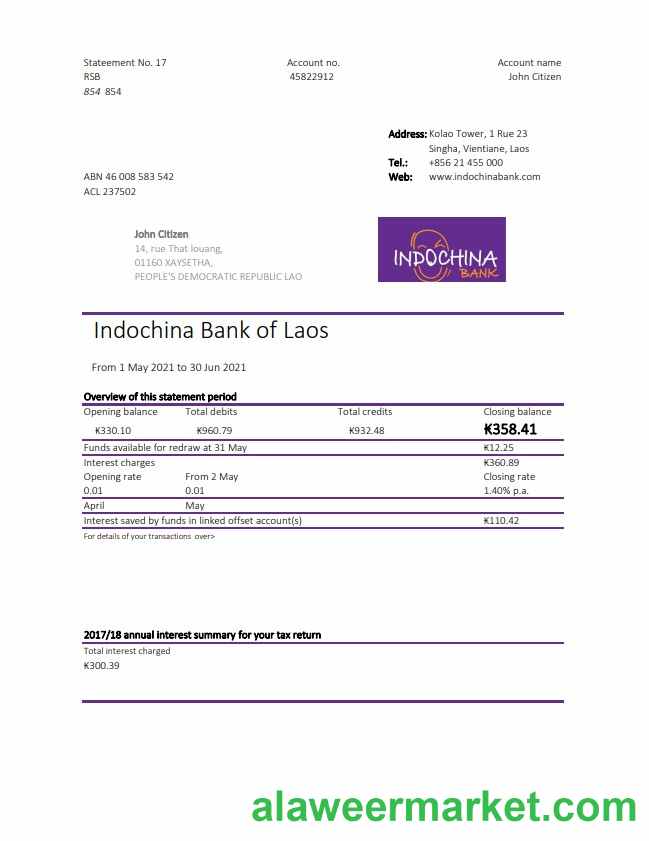 Stateement No. 17 Account no. Account name
RSB 45822912 John Citizen
854 854
Address: Kolao Tower, 1 Rue 23
Singha, Vientiane, Laos
Tel.: +856 21 455 000
ABN 46 008 583 542 Web: www.indochinabank.com
ACL 237502
John Citizen
14, rue That louang,
01160 XAYSETHA,
PEOPLE'S DEMOCRATIC REPUBLIC LAO
INDOCHINA
BANK
Indochina Bank of Laos
From 1 May 2021 to 30 Jun 2021
Overview of this statement period
Opening balance Total debits Total credits Closing balance
₭330.10 ₭960.79 ₭932.48 ₭358.41
Funds available for redraw at 31 May ₭12.25
Interest charges ₭360.89
Opening rate From 2 May Closing rate
0.01 0.01 1.40% p.a.
April May
Interest saved by funds in linked offset account(s) ₭110.42
For details of your transactions over>
2017/18 annual interest summary for your tax return
Total interest charged
₭300.39
alaweermarket.com